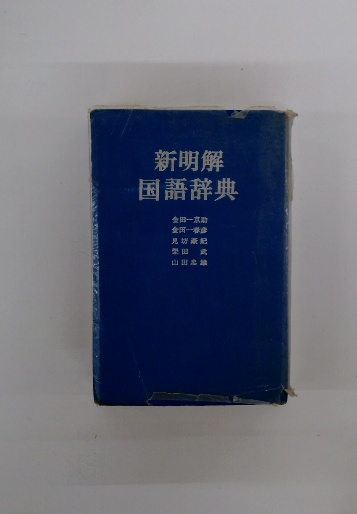 新明解
国語辞典
金田一京助
金田一春彦
見坊豪紀
柴田 武
山田忠雄